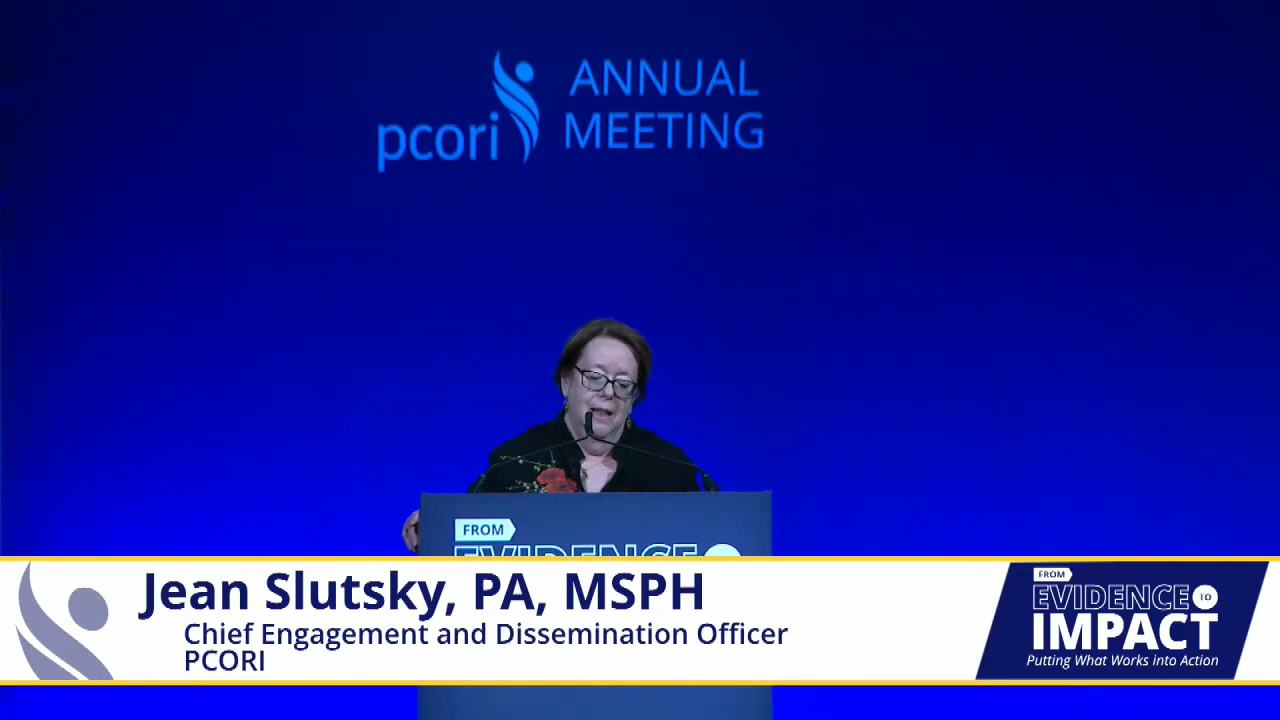 pcori
ANNUAL
MEETING
FROM
EVIDENCE
Jean Slutsky, PA, MSPH
Chief Engagement and Dissemination Officer
PCORI
FROM
EVIDENCE TO
IMPACT
Putting What Works into Action